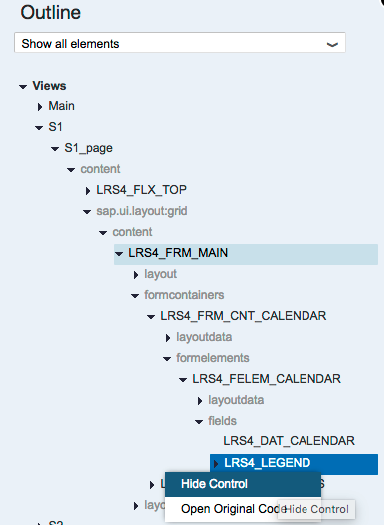 Outline
Show all elements
Views
Main
S1
S1_page
content
LRS4_FLX_TOP
sap.ui.layout:grid
content
LRS4_FRM_MAIN
layout
formcontainers
LRS4_FRM_CNT_CALENDAR
layoutdata
formelements
LRS4_FELEM_CALENDAR
layoutdata
fields
LRS4_DAT_CALENDAR
LRS4_LEGEND
Hide Control
Open Original Code Hide Control